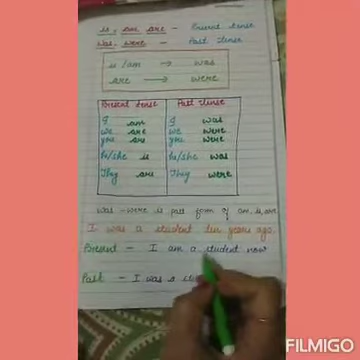 is, am, are - Present tense
Was, were - Past Tense
is /am → was
are → were
Present tense Past Tense
I am I was
we are we were
you are you were
he/she is he/she was
They are They were
was - were is past form of am, is, are
I was a student ten years ago.
Present - I am a student now
Past - I was a
FILMIGO